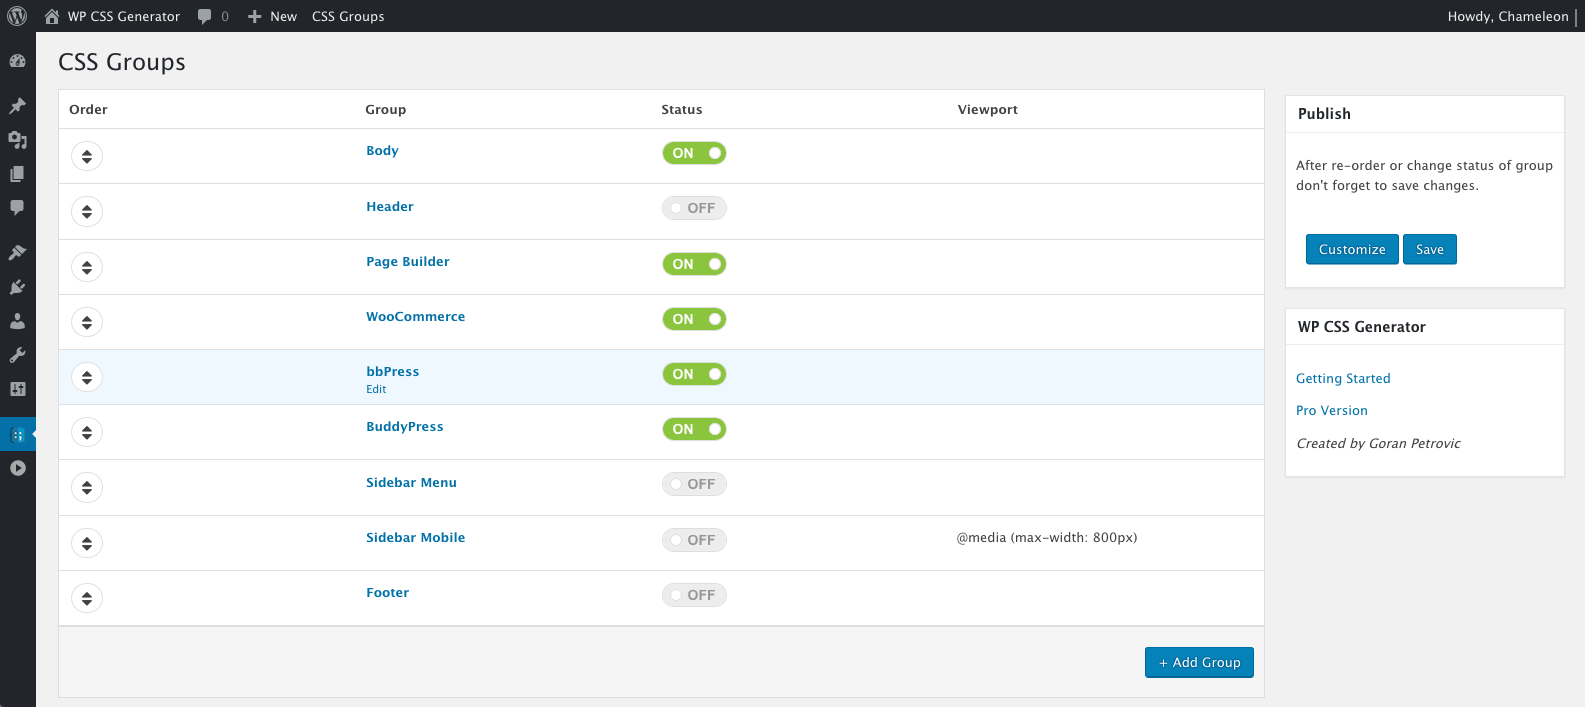 WP CSS Generator 0 New CSS Groups Howdy, Chameleon
CSS Groups
Order Group Status Viewport
Body ON
Header OFF
Page Builder ON
WooCommerce ON
bbPress ON
Edit
BuddyPress ON
Sidebar Menu OFF
Sidebar Mobile OFF @media (max-width: 800px)
Footer OFF
+ Add Group
Publish
After re-order or change status of group
don't forget to save changes.
Customize Save
WP CSS Generator
Getting Started
Pro Version
Created by Goran Petrovic